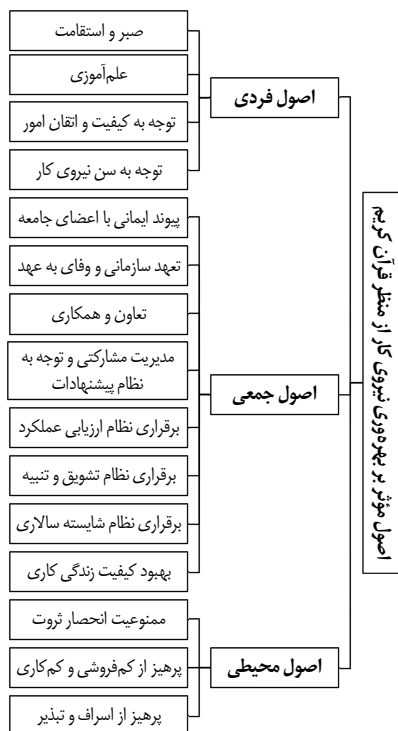 اصول مؤثر بر بهره‌وری نیروی کار از منظر قرآن کریم
اصول فردی
صبر و استقامت
علم‌آموزی
توجه به کیفیت و اتقان امور
توجه به سن نیروی کار
اصول جمعی
پیوند ایمانی با اعضای جامعه
تعهد سازمانی و وفای به عهد
تعاون و همکاری
مدیریت مشارکتی و توجه به
نظام پیشنهادات
برقراری نظام ارزیابی عملکرد
برقراری نظام تشویق و تنبیه
برقراری نظام شایسته سالاری
بهبود کیفیت زندگی کاری
اصول محیطی
ممنوعیت انحصار ثروت
پرهیز از کم‌فروشی و کم‌کاری
پرهیز از اسراف و تبذیر